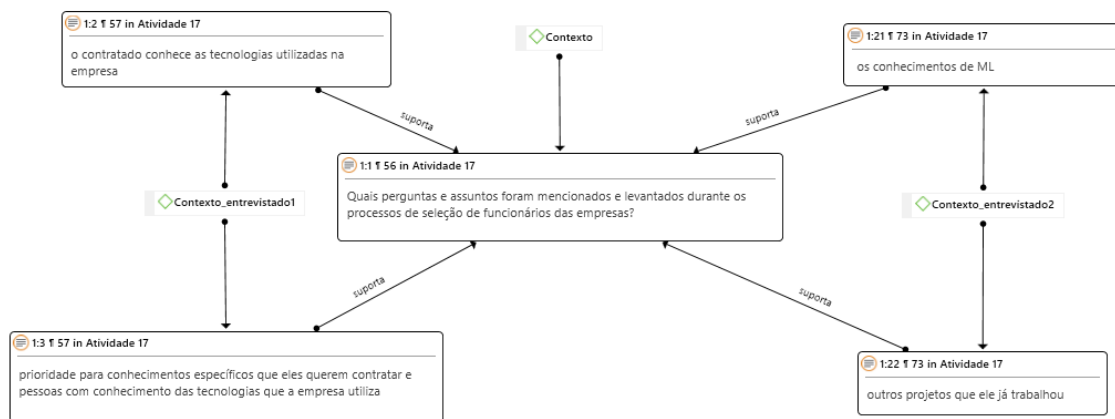 1:2 ¶ 57 in Atividade 17
o contratado conhece as tecnologias utilizadas na
empresa
Contexto
1:21 ¶ 73 in Atividade 17
os conhecimentos de ML
suporta
suporta
1:1 ¶ 56 in Atividade 17
Quais perguntas e assuntos foram mencionados e levantados durante os
processos de seleção de funcionários das empresas?
Contexto_entrevistado1
Contexto_entrevistado2
suporta
suporta
1:3 ¶ 57 in Atividade 17
prioridade para conhecimentos específicos que eles querem contratar e
pessoas com conhecimento das tecnologias que a empresa utiliza
1:22 ¶ 73 in Atividade 17
outros projetos que ele já trabalhou